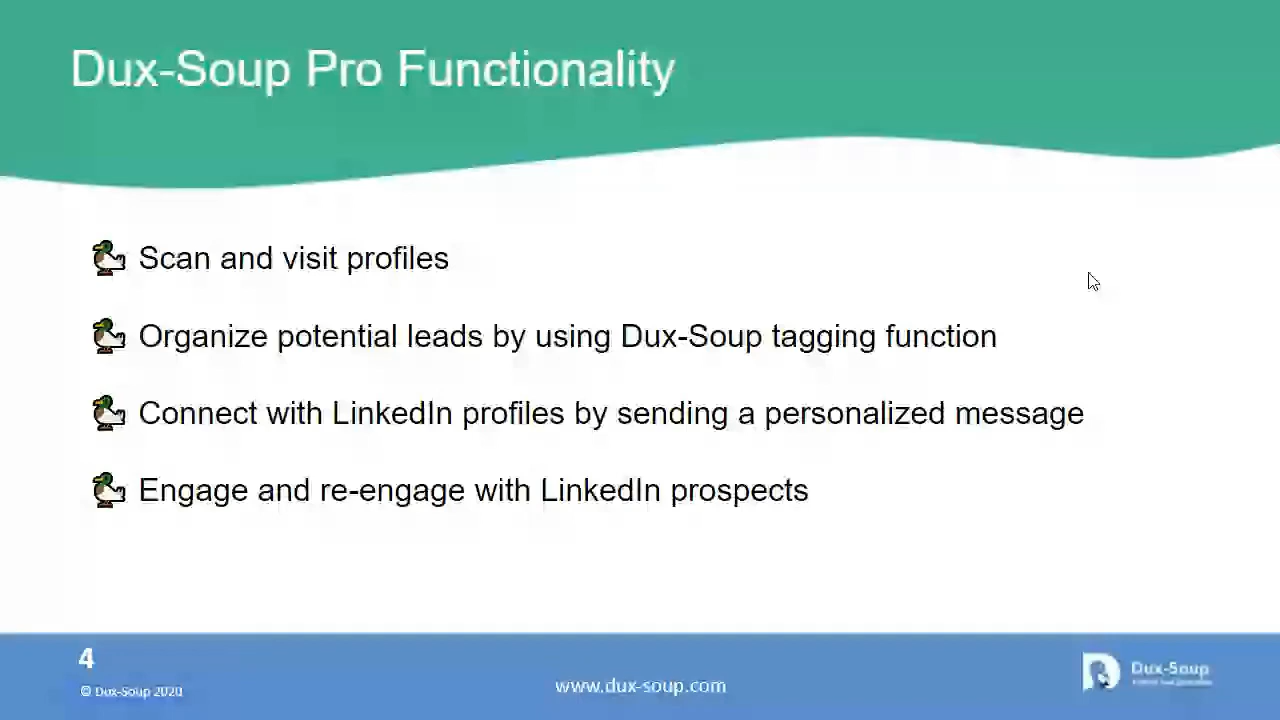 Dux-Soup Pro Functionality
Scan and visit profiles
Organize potential leads by using Dux-Soup tagging function
Connect with LinkedIn profiles by sending a personalized message
Engage and re-engage with LinkedIn prospects
4
© Dux-Soup 2020
www.dux-soup.com
Dux-Soup